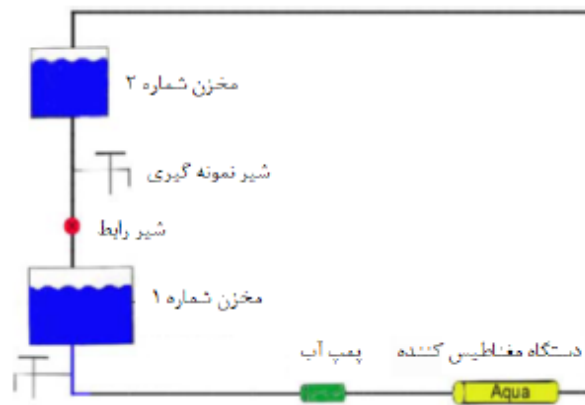 مخزن شماره ۲
شیر نمونه گیری
شیر رابط
مخزن شماره ۱
دستگاه مغناطیس کننده
پمپ آب
Aqua